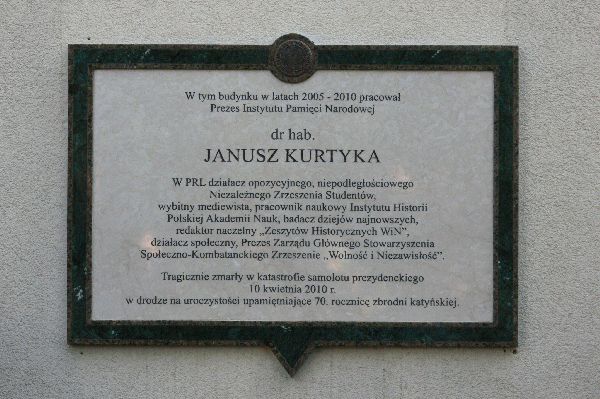 W tym budynku w latach 2005 - 2010 pracował
Prezes Instytutu Pamięci Narodowej
dr hab.
JANUSZ KURTYKA
W PRL działacz opozycyjnego, niepodległościowego
Niezależnego Zrzeszenia Studentów,
wybitny mediewista, pracownik naukowy Instytutu Historii
Polskiej Akademii Nauk, badacz dziejów najnowszych,
redaktor naczelny „Zeszytów Historycznych WiN”,
działacz społeczny, Prezes Zarządu Głównego Stowarzyszenia
Społeczno-Kombatanckiego Zrzeszenie „Wolność i Niezawisłość”.
Tragicznie zmarły w katastrofie samolotu prezydenckiego
10 kwietnia 2010 r.
w drodze na uroczystości upamiętniające 70. rocznicę zbrodni katyńskiej.